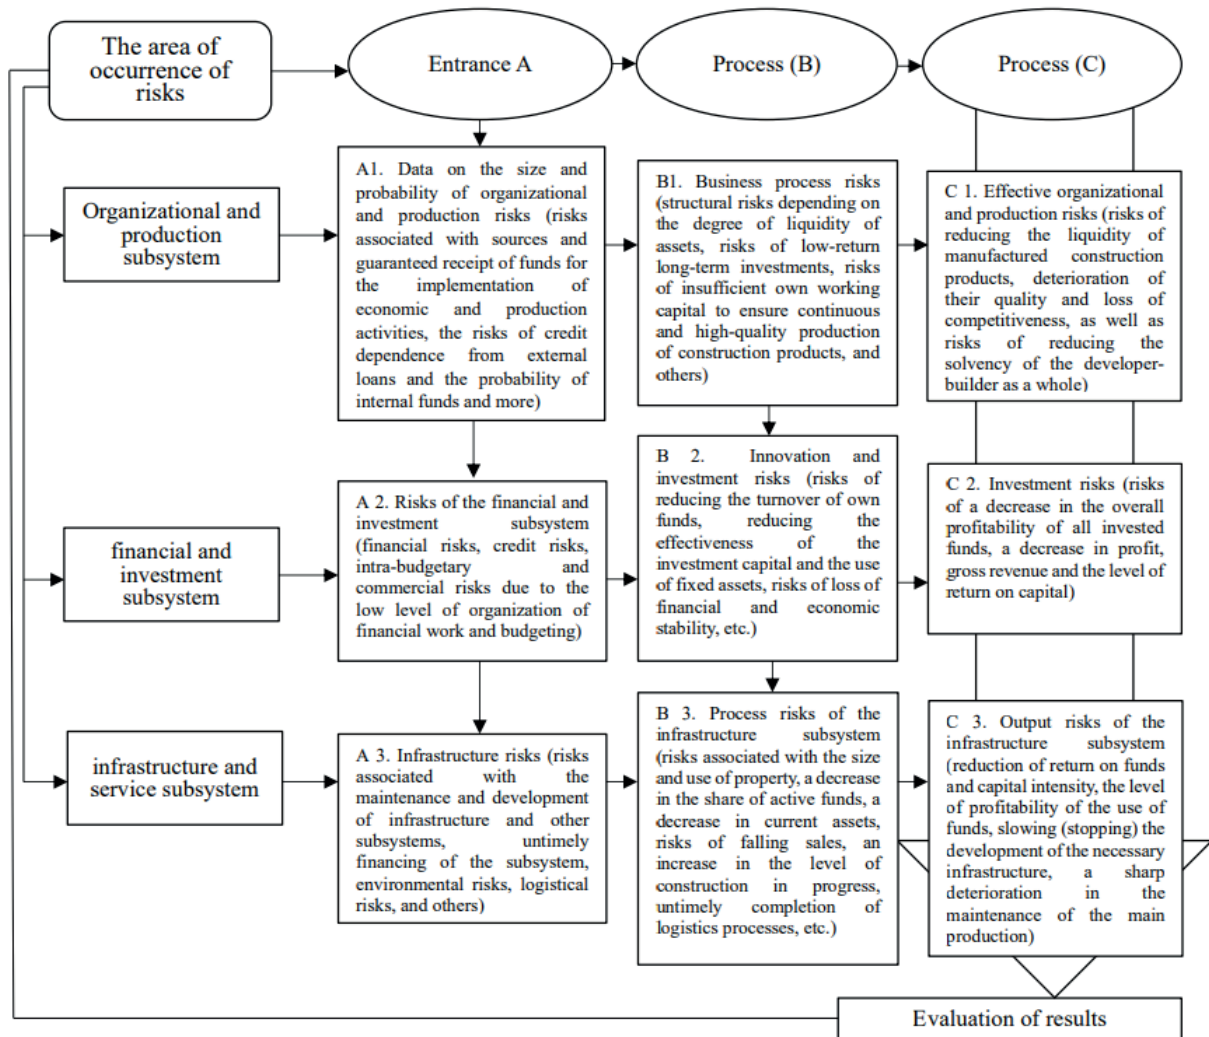 The area of
occurrence of
risks
Entrance A
Process (B)
Process (C)
Organizational and
production
subsystem
A1. Data on the size and
probability of organizational
and production risks (risks
associated with sources and
guaranteed receipt of funds for
the implementation of
economic and production
activities, the risks of credit
dependence from external
loans and the probability of
internal funds and more)
B1. Business process risks
(structural risks depending on
the degree of liquidity of
assets, risks of low-return
long-term investments, risks
of insufficient own working
capital to ensure continuous
and high-quality production
of construction products, and
others)
C 1. Effective organizational
and production risks (risks of
reducing the liquidity of
manufactured construction
products, deterioration of
their quality and loss of
competitiveness, as well as
risks of reducing the
solvency of the developer-
builder as a whole)
financial and
investment
subsystem
A 2. Risks of the financial and
investment subsystem
(financial risks, credit risks,
intra-budgetary and
commercial risks due to the
low level of organization of
financial work and budgeting)
B 2. Innovation and
investment risks (risks of
reducing the turnover of own
funds, reducing the
effectiveness of the
investment capital and the use
of fixed assets, risks of loss of
financial and economic
stability, etc.)
C 2. Investment risks (risks
of a decrease in the overall
profitability of all invested
funds, a decrease in profit,
gross revenue and the level of
return on capital)
infrastructure and
service subsystem
A 3. Infrastructure risks (risks
associated with the
maintenance and development
of infrastructure and other
subsystems, untimely
financing of the subsystem,
environmental risks, logistical
risks, and others)
B 3. Process risks of the
infrastructure subsystem
(risks associated with the size
and use of property, a decrease
in the share of active funds, a
decrease in current assets,
risks of falling sales, an
increase in the level of
construction in progress,
untimely completion of
logistics processes, etc.)
C 3. Output risks of the
infrastructure subsystem
(reduction of return on funds
and capital intensity, the level
of profitability of the use of
funds, slowing (stopping) the
development of the necessary
infrastructure, a sharp
deterioration in the
maintenance of the main
production)
Evaluation of results